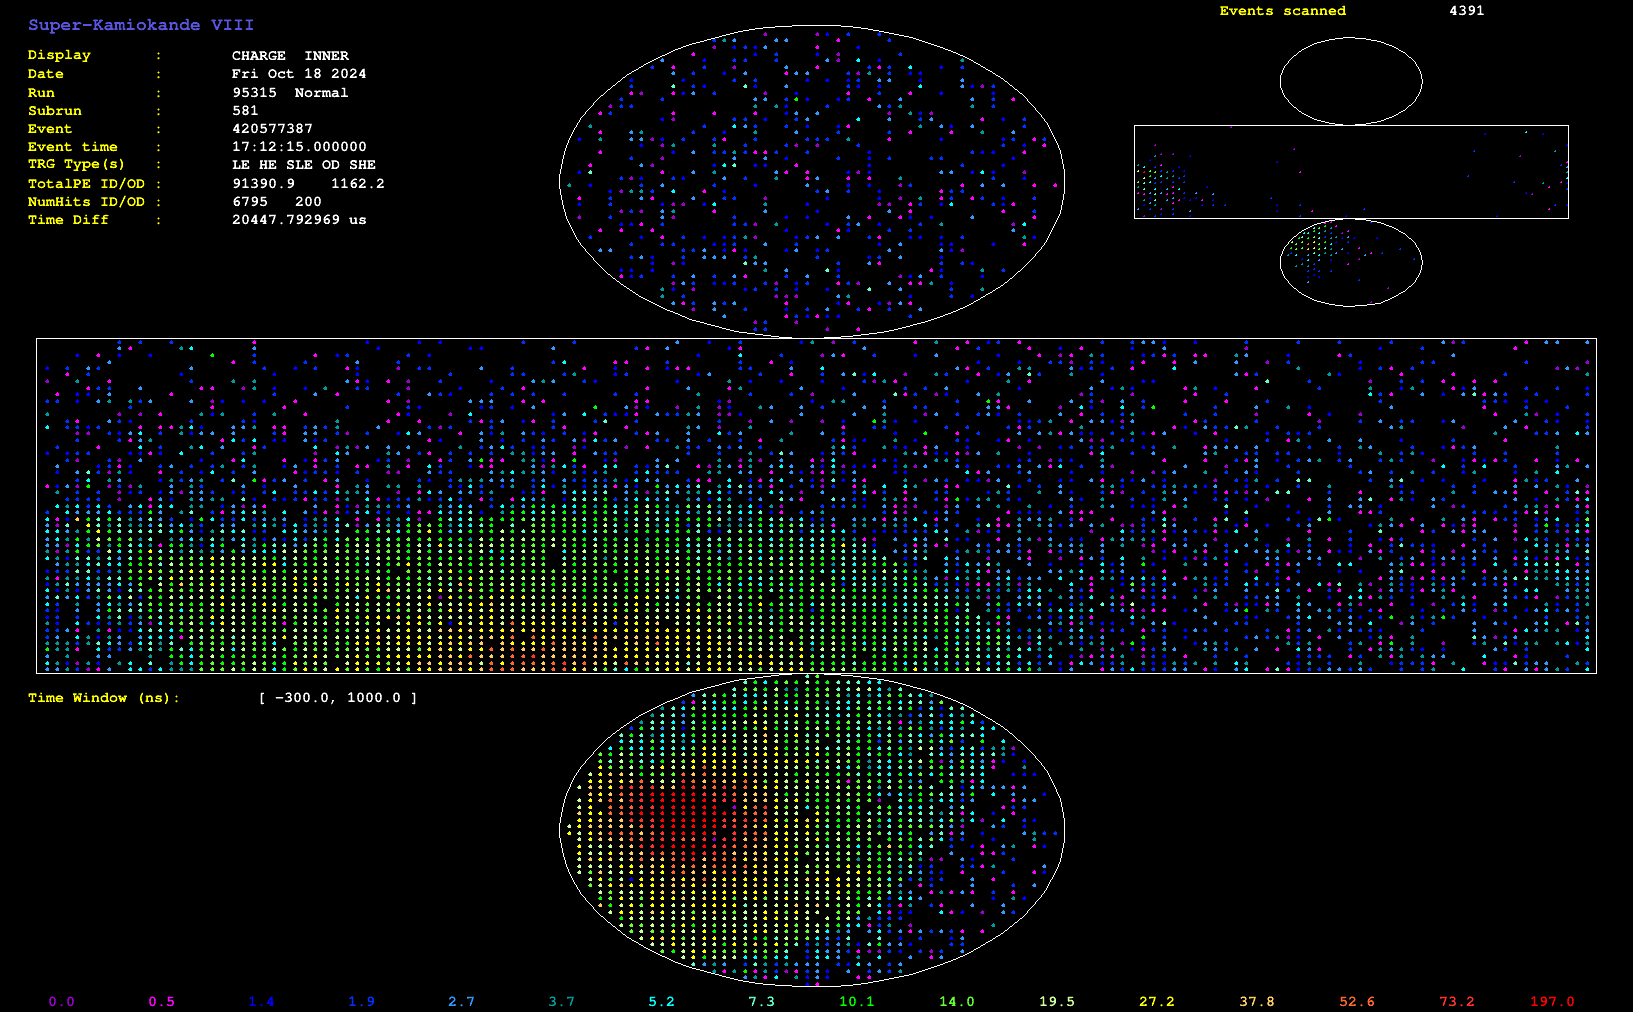 Super-Kamiokande VIII
Events scanned 4391
Display : CHARGE INNER
Date : Fri Oct 18 2024
Run : 95315 Normal
Subrun : 581
Event : 420577387
Event time : 17:12:15.000000
TRG Type(s) : LE HE SLE OD SHE
TotalPE ID/OD : 91390.9 1162.2
NumHits ID/OD : 6795 200
Time Diff : 20447.792969 us
Time Window (ns): [ −300.0, 1000.0 ]
0.0 0.5 1.4 1.9 2.7 3.7 5.2 7.3 10.1 14.0 19.5 27.2 37.8 52.6 73.2 197.0